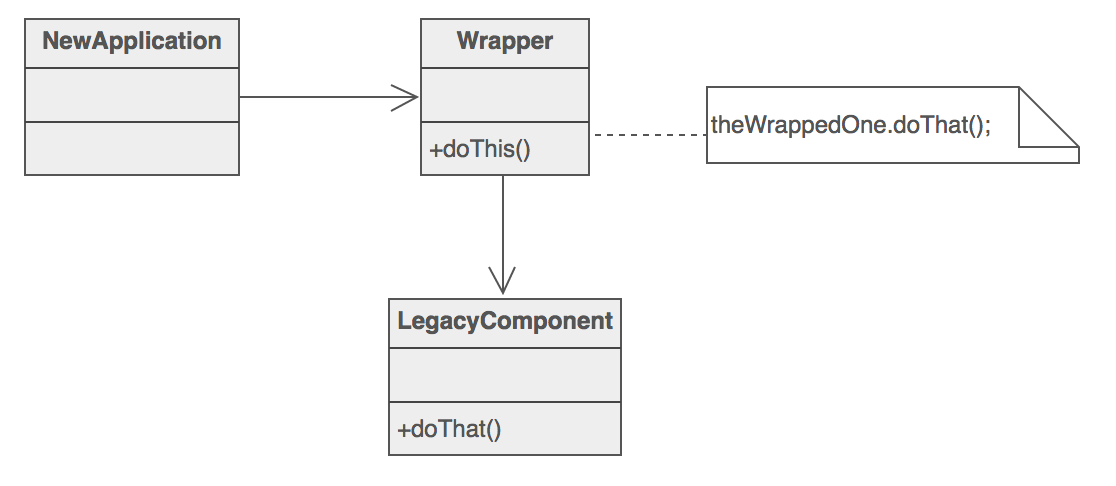 NewApplication
Wrapper
+doThis()
theWrappedOne.doThat();
LegacyComponent
+doThat()